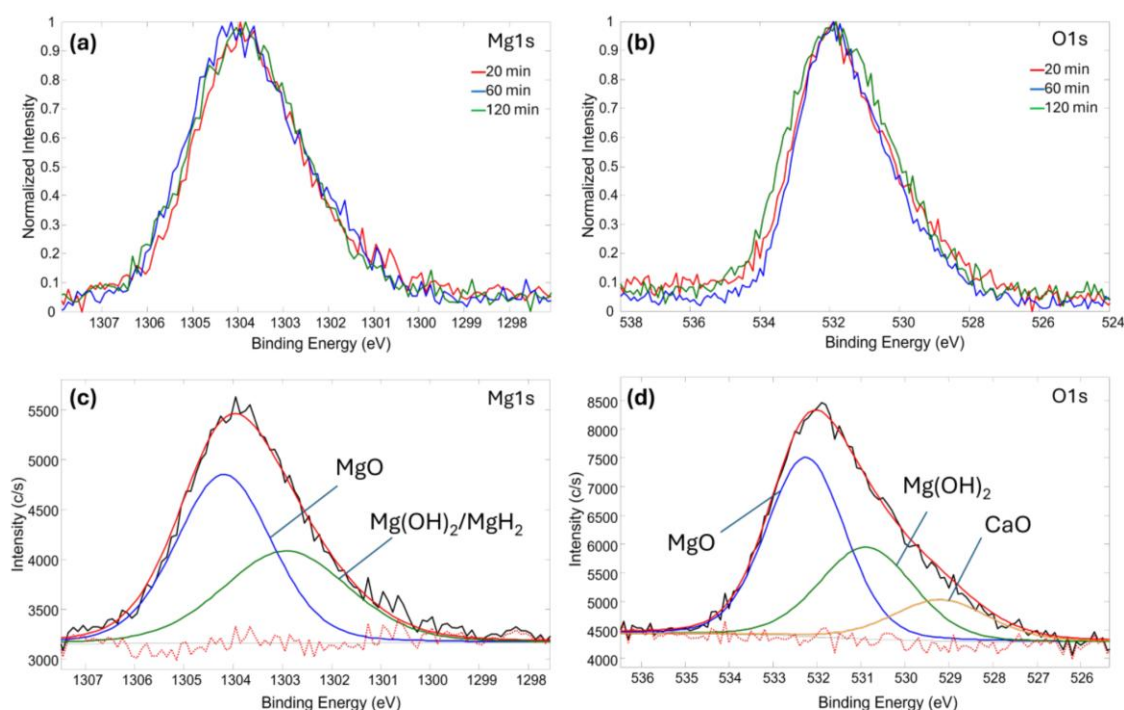 (a)
Mg1s
20 min
60 min
120 min
Normalized Intensity
1
0.9
0.8
0.7
0.6
0.5
0.4
0.3
0.2
0.1
0
1307 1306 1305 1304 1303 1302 1301 1300 1299 1298
Binding Energy (eV)
(b)
O1s
20 min
60 min
120 min
Normalized Intensity
1
0.9
0.8
0.7
0.6
0.5
0.4
0.3
0.2
0.1
0
538 536 534 532 530 528 526 524
Binding Energy (eV)
(c)
Mg1s
MgO
Mg(OH)2/MgH2
Intensity (c/s)
5500
5000
4500
4000
3500
3000
1307 1306 1305 1304 1303 1302 1301 1300 1299 1298
Binding Energy (eV)
(d)
O1s
MgO
Mg(OH)2
CaO
Intensity (c/s)
8500
8000
7500
7000
6500
6000
5500
5000
4500
4000
536 535 534 533 532 531 530 529 528 527 526
Binding Energy (eV)